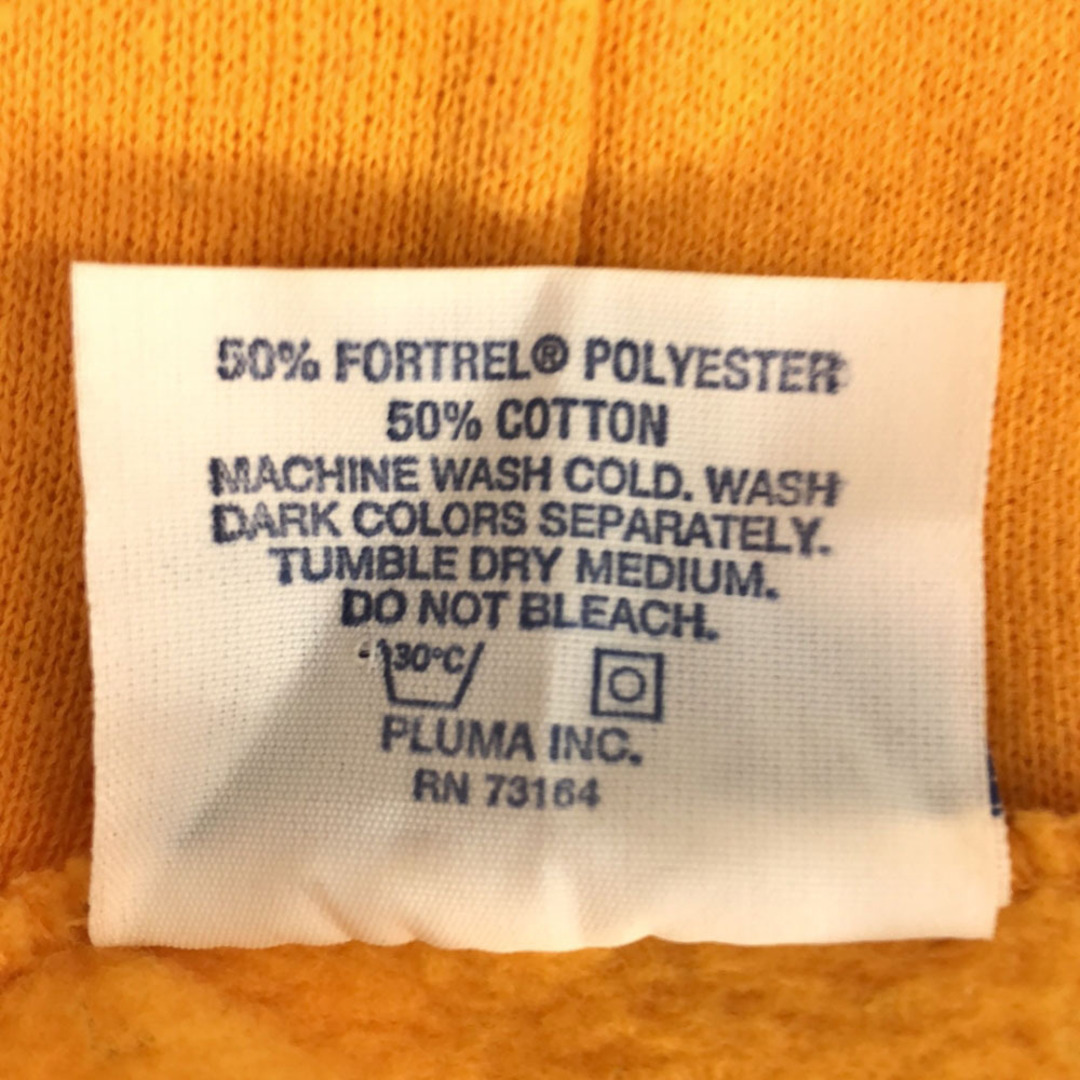 50% FORTREL® POLYESTER
50% COTTON
MACHINE WASH COLD. WASH
DARK COLORS SEPARATELY.
TUMBLE DRY MEDIUM.
DO NOT BLEACH.
30°C
PLUMA INC.
RN 73164